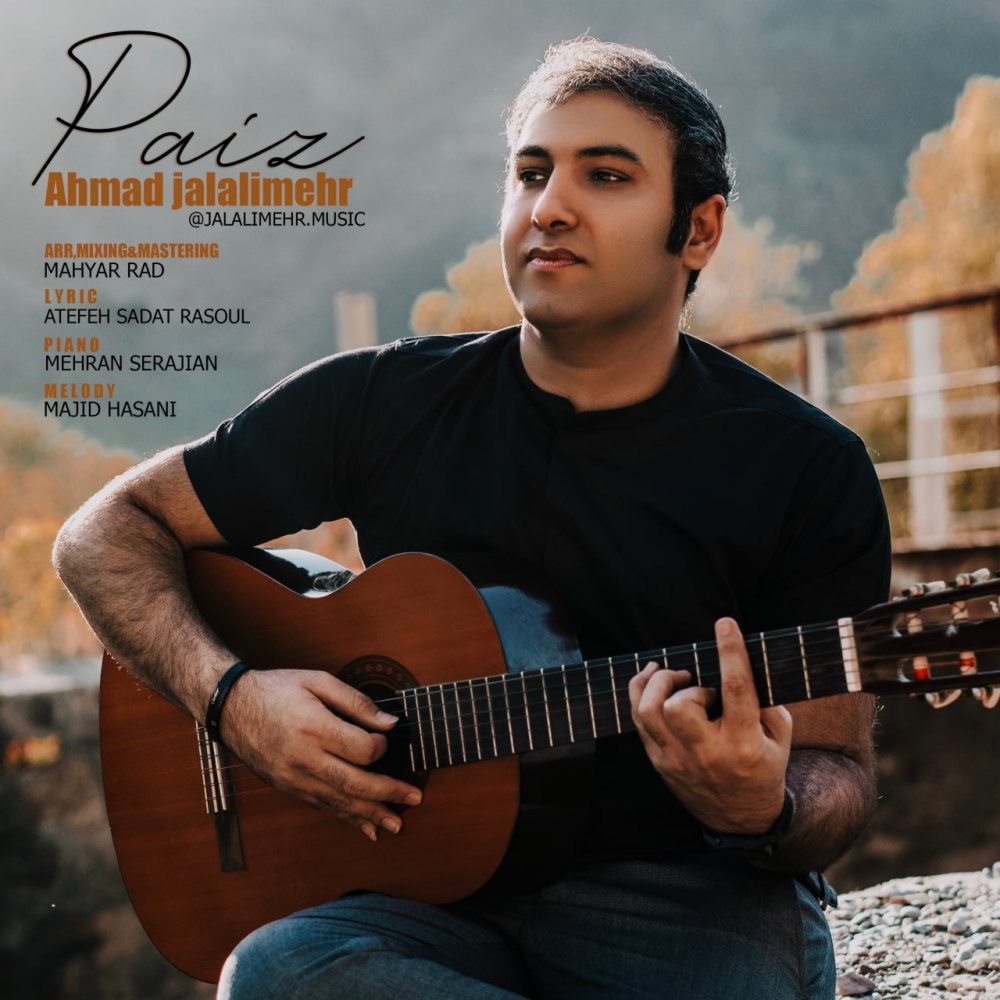 Paiz
Ahmad jalalimehr
@JALALIMEHR.MUSIC
ARR,MIXING&MASTERING
MAHYAR RAD
LYRIC
ATEFEH SADAT RASOUL
PIANO
MEHRAN SERAJIAN
MELODY
MAJID HASANI